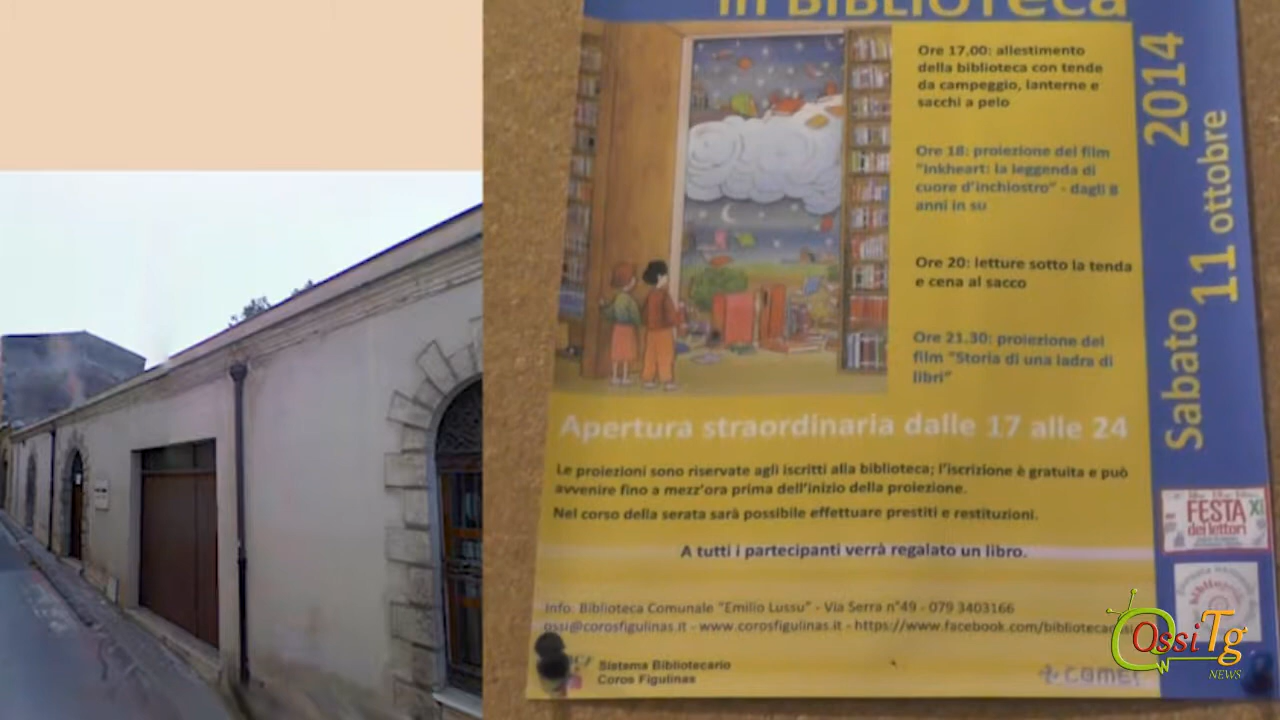 in BIBLIOTeca
Ore 17,00: allestimento
della biblioteca con tende
da campeggio, lanterne e
sacchi a pelo
Ore 18: proiezione del film
"Inkheart: la leggenda di
cuore d'inchiostro" - dagli 8
anni in su
Ore 20: letture sotto la tenda
e cena al sacco
Ore 21.30: proiezione del
film "Storia di una ladra di
libri"
Sabato 2014
11 ottobre
Apertura straordinaria dalle 17 alle 24
Le proiezioni sono riservate agli iscritti alla biblioteca; l'iscrizione è gratuita e può
avvenire fino a mezz'ora prima dell'inizio della proiezione.
Nel corso della serata sarà possibile effettuare prestiti e restituzioni.
A tutti i partecipanti verrà regalato un libro.
FESTA XI
dei lettori
Info: Biblioteca Comunale "Emilio Lussu" - Via Serra n°49 - 079 3403166
ossi@corosfigulinas.it - www.corosfigulinas.it - https://www.facebook.com/biblioteca
Sistema Bibliotecario
Coros Figulinas
comes
Ossi Tg
NEWS